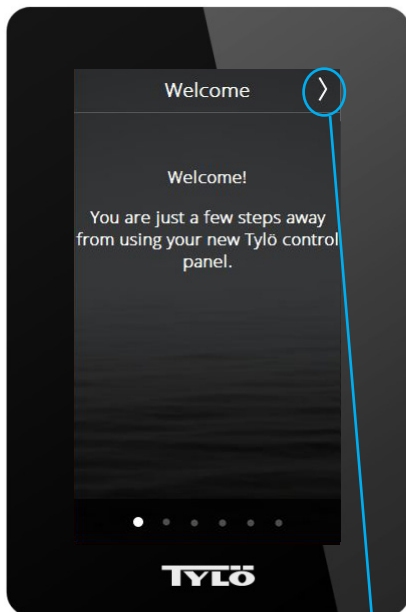 Welcome
Welcome!
You are just a few steps away
from using your new Tylö control
panel.
TYLÖ